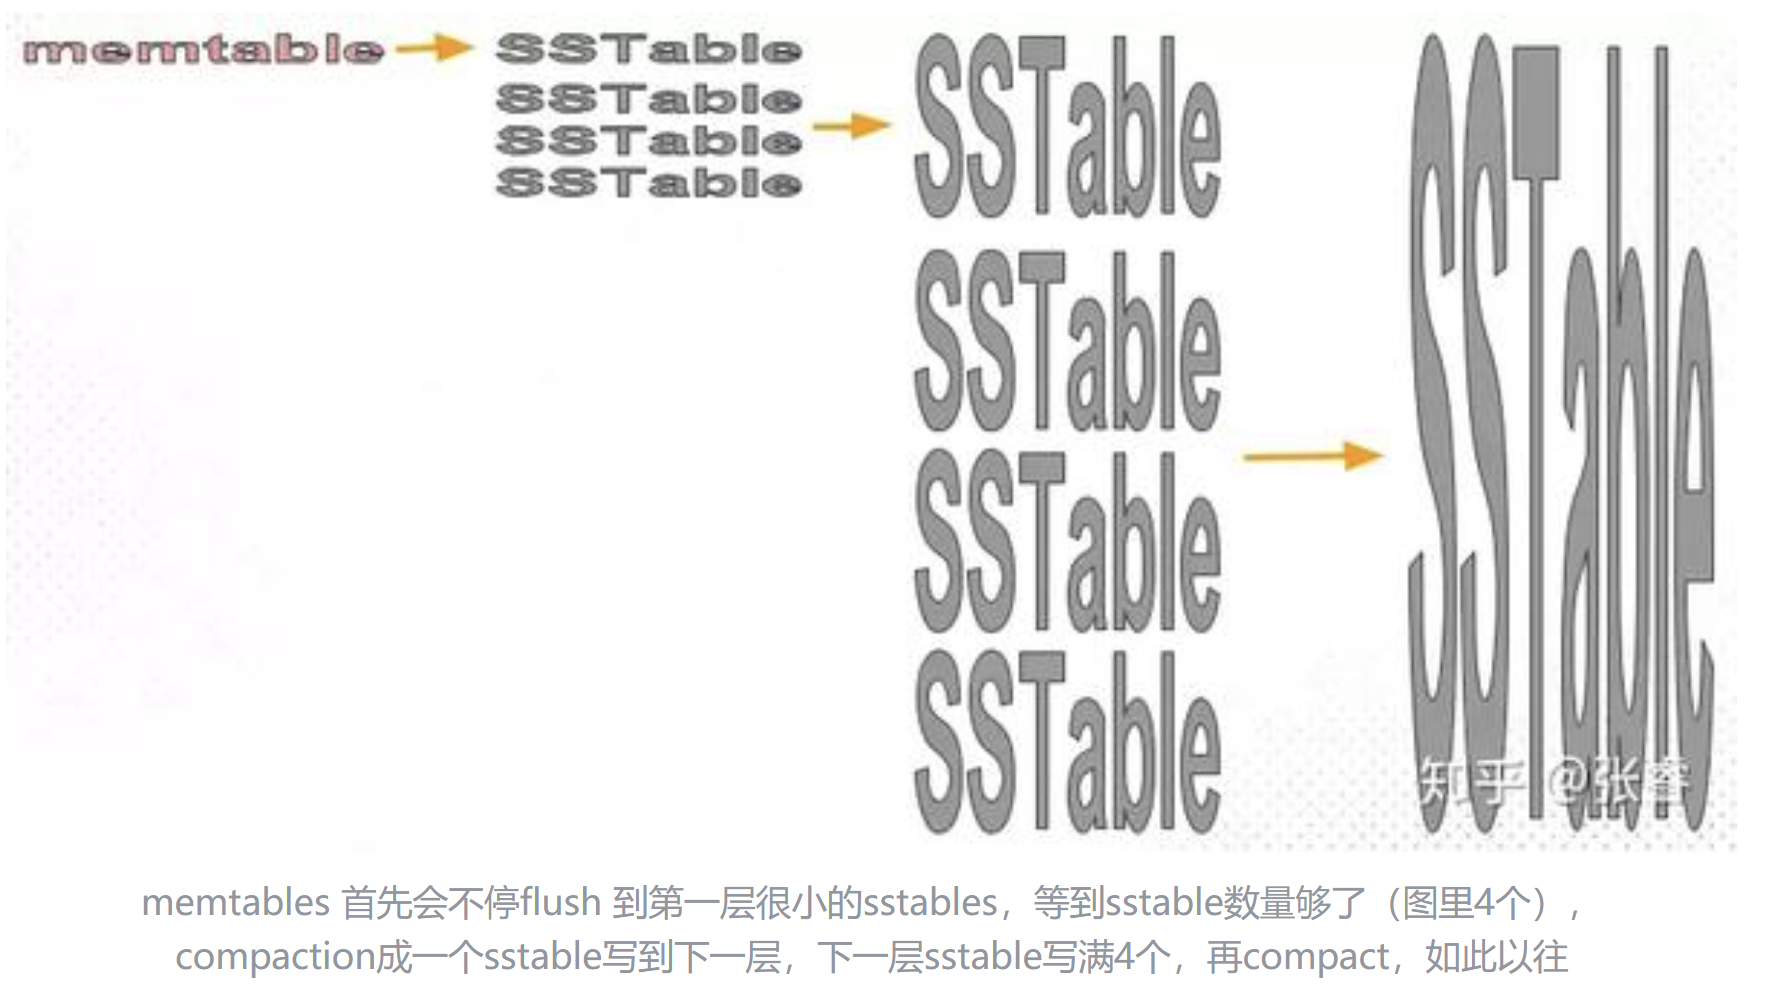 memtable
SSTable
SSTable
SSTable
SSTable
SSTable
SSTable
SSTable
SSTable
SSTable
知乎 @张睿
memtables 首先会不停flush 到第一层很小的sstables，等到sstable数量够了（图里4个），
compaction成一个sstable写到下一层，下一层sstable写满4个，再compact，如此以往